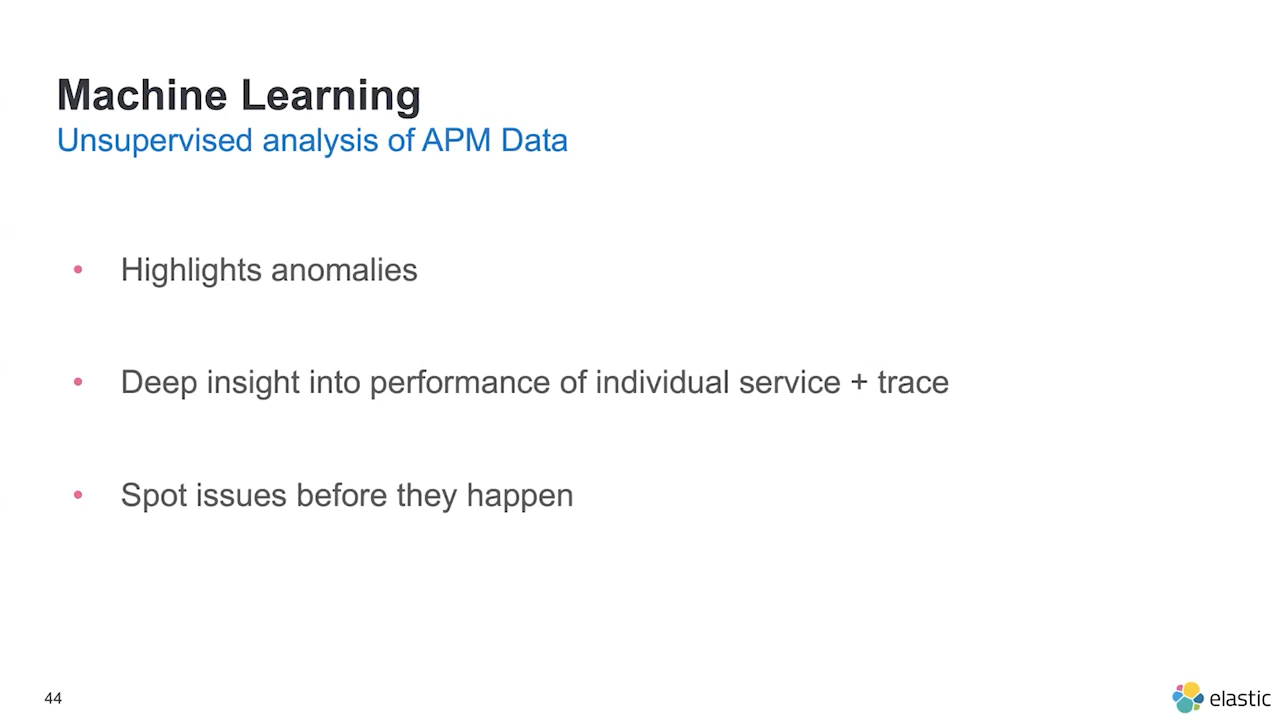 Machine Learning
Unsupervised analysis of APM Data
• Highlights anomalies
• Deep insight into performance of individual service + trace
• Spot issues before they happen
44
elastic